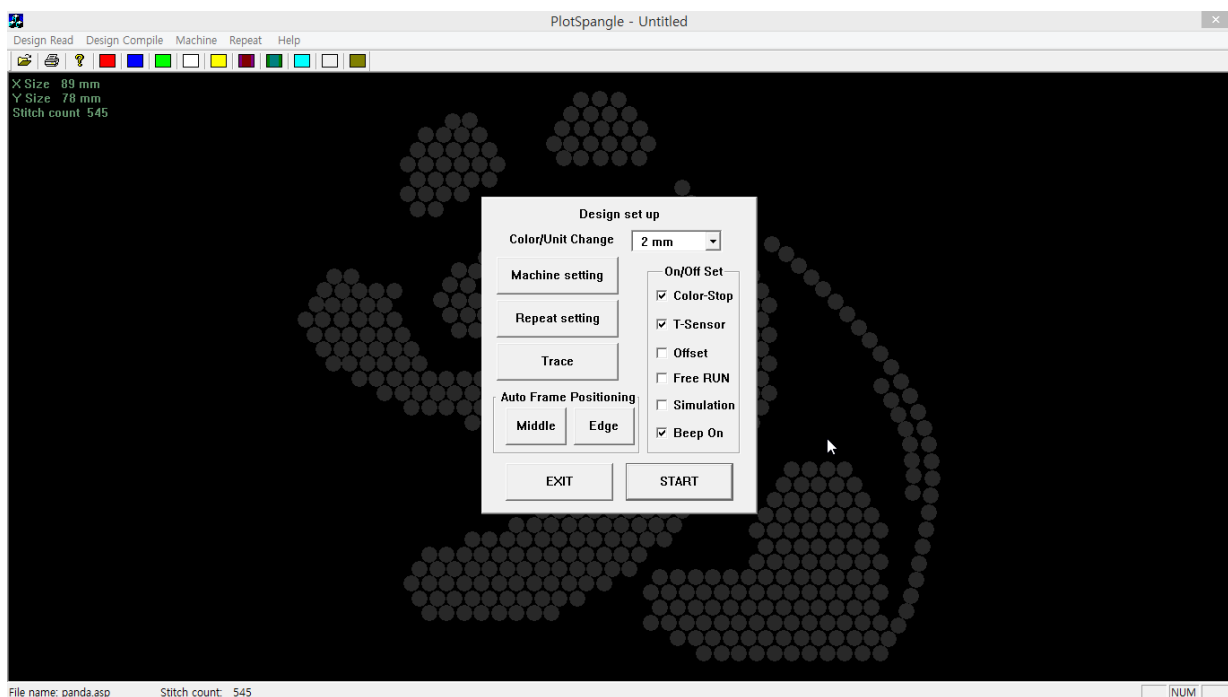 PlotSpangle - Untitled
Design Read Design Compile Machine Repeat Help
X Size 89 mm
Y Size 78 mm
Stitch count 545
Design set up
Color/Unit Change 2 mm
Machine setting
Repeat setting
Trace
Auto Frame Positioning
Middle Edge
On/Off Set
Color-Stop
T-Sensor
Offset
Free RUN
Simulation
Beep On
EXIT START
File name: panda.asp Stitch count: 545 NUM